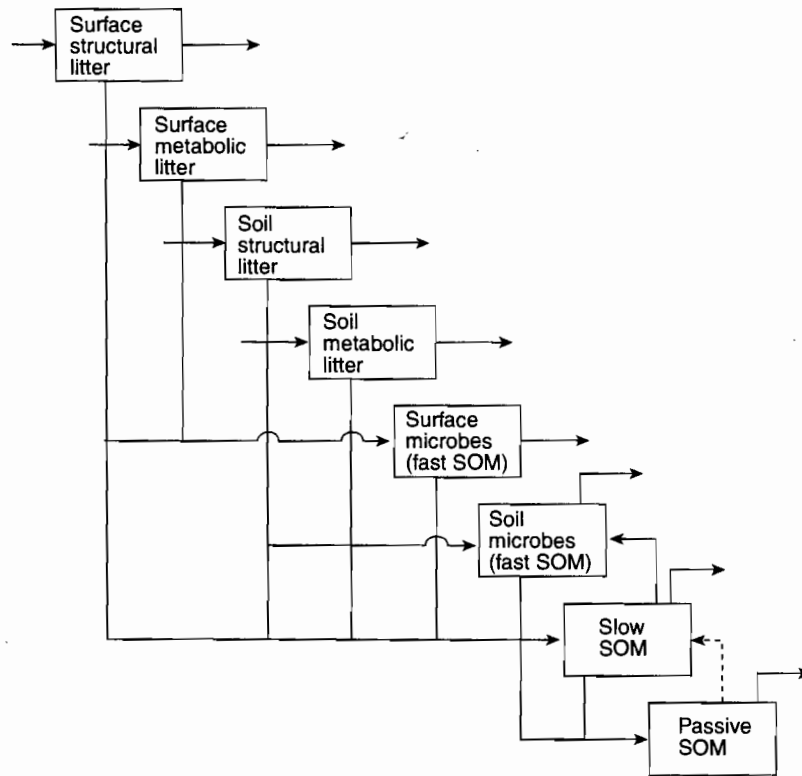 Surface
structural
litter
Surface
metabolic
litter
Soil
structural
litter
Soil
metabolic
litter
Surface
microbes
(fast SOM)
Soil
microbes
(fast SOM)
Slow
SOM
Passive
SOM